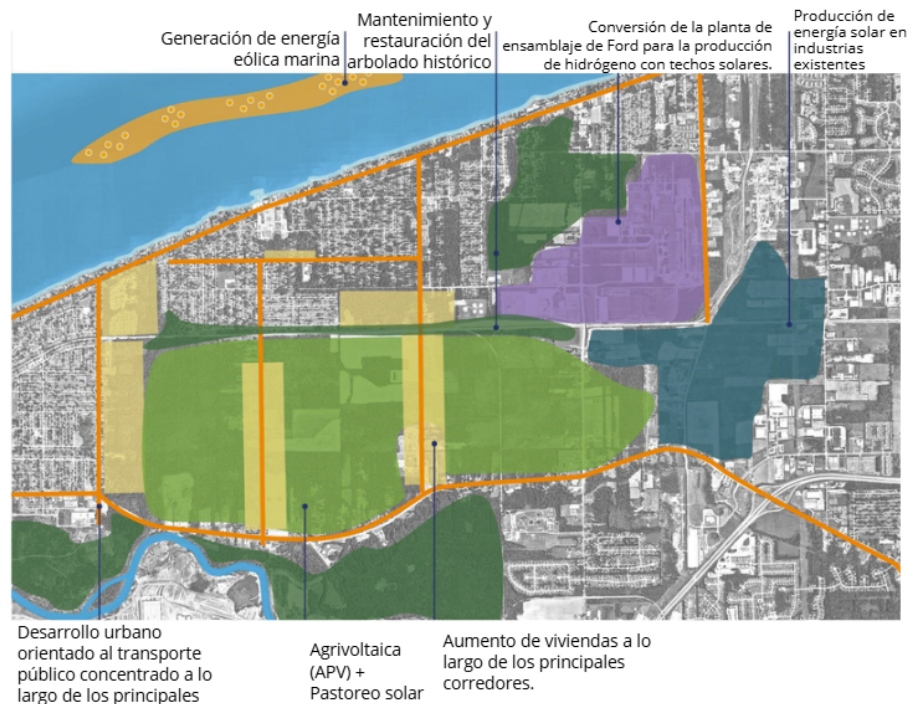 Generación de energía
eólica marina
Mantenimiento y
restauración del
arbolado histórico
Conversión de la planta de
ensamblaje de Ford para la producción
de hidrógeno con techos solares.
Producción de
energía solar en
industrias
existentes
Desarrollo urbano
orientado al transporte
público concentrado a lo
largo de los principales
Agrivoltaica
(APV) +
Pastoreo solar
Aumento de viviendas a lo
largo de los principales
corredores.